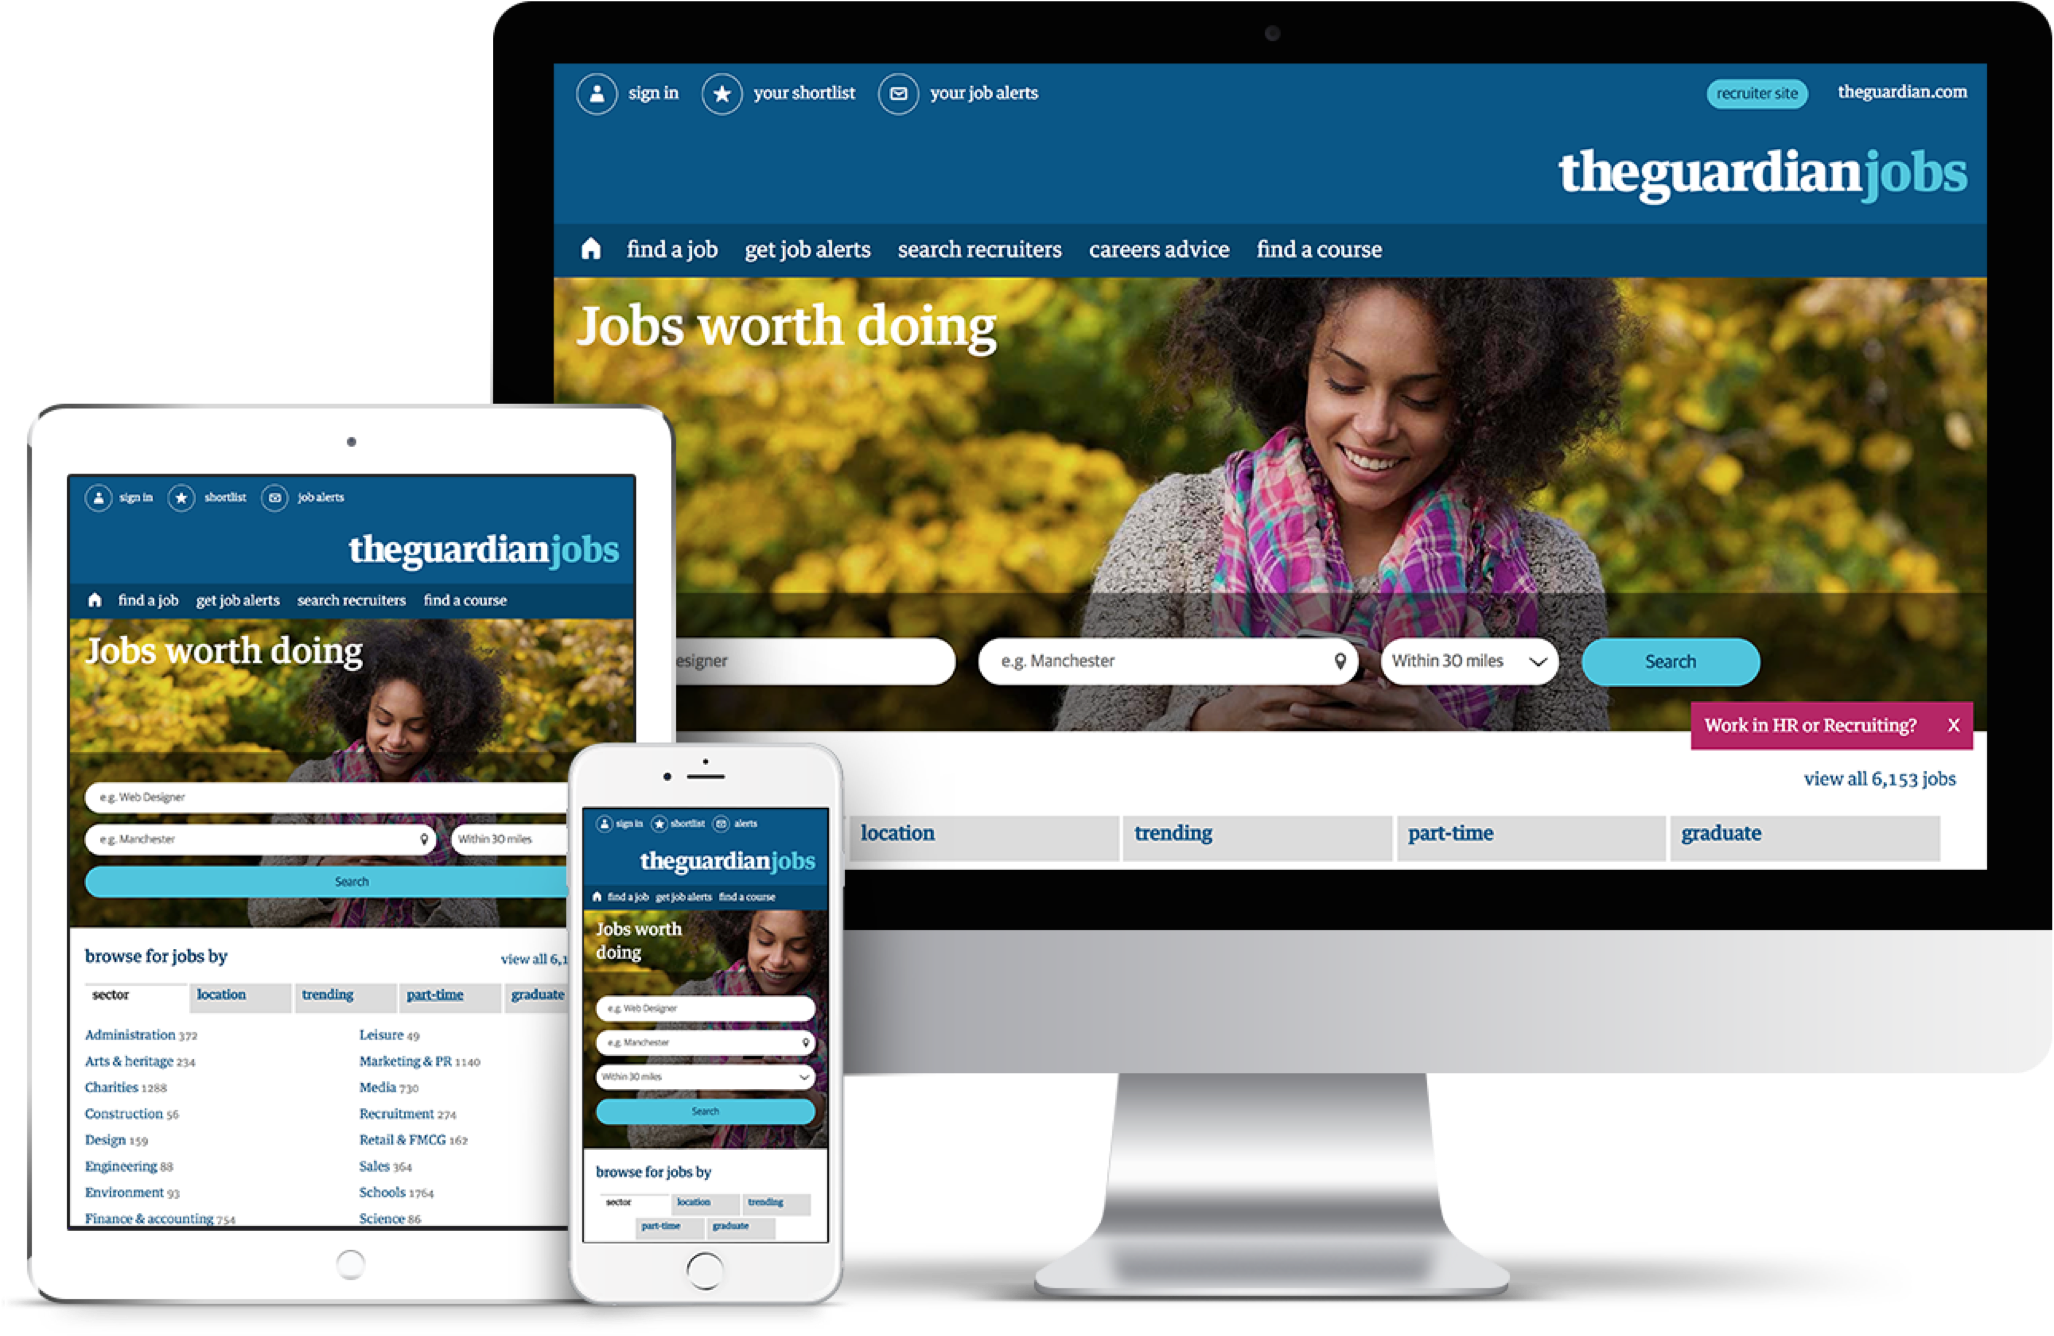 sign in your shortlist your job alerts recruiter site theguardian.com
theguardianjobs
find a job get job alerts search recruiters careers advice find a course
Jobs worth doing
e.g. Manchester Within 30 miles Search
Work in HR or Recruiting? X
view all 6,153 jobs
location trending part-time graduate
sign in shortlist job alerts
theguardianjobs
find a job get job alerts search recruiters find a course
Jobs worth doing
e.g. Web Designer
e.g. Manchester Within 30 miles
Search
browse for jobs by view all 6,1
sector location trending part-time graduate
Administration 372 Leisure 49
Arts & heritage 234 Marketing & PR 1140
Charities 1288 Media 730
Construction 56 Recruitment 274
Design 159 Retail & FMCG 162
Engineering 88 Sales 364
Environment 93 Schools 1764
Finance & accounting 754 Science 86
sign in shortlist alerts
theguardianjobs
find a job get job alerts find a course
Jobs worth
doing
e.g. Web Designer
e.g. Manchester
Within 30 miles
Search
browse for jobs by
sector location trending
part-time graduate